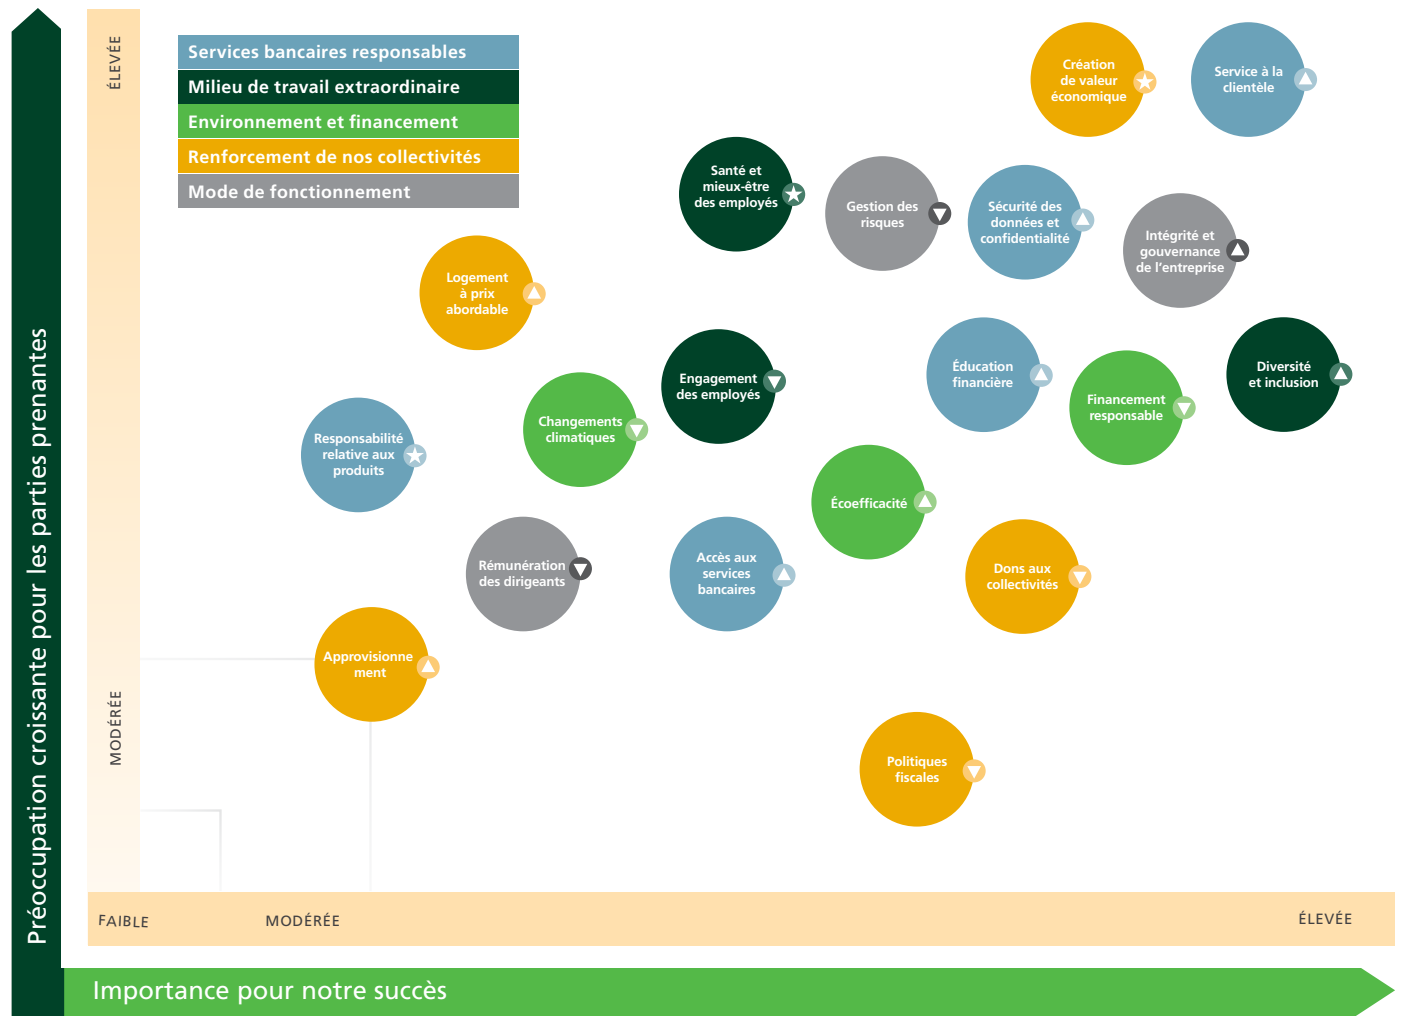 Préoccupation croissante pour les parties prenantes
ÉLEVÉE
MODÉRÉE
Services bancaires responsables
Milieu de travail extraordinaire
Environnement et financement
Renforcement de nos collectivités
Mode de fonctionnement
Création
de valeur
économique
Service à la
clientèle
Santé et
mieux-être
des employés
Gestion des
risques
Sécurité des
données et
confidentialité
Intégrité et
gouvernance
de l'entreprise
Logement
à prix
abordable
Engagement
des employés
Éducation
financière
Financement
responsable
Diversité
et inclusion
Changements
climatiques
Responsabilité
relative aux
produits
Écoefficacité
Rémunération
des dirigeants
Accès aux
services
bancaires
Dons aux
collectivités
Approvisionne
ment
Politiques
fiscales
FAIBLE
MODÉRÉE
ÉLEVÉE
Importance pour notre succès